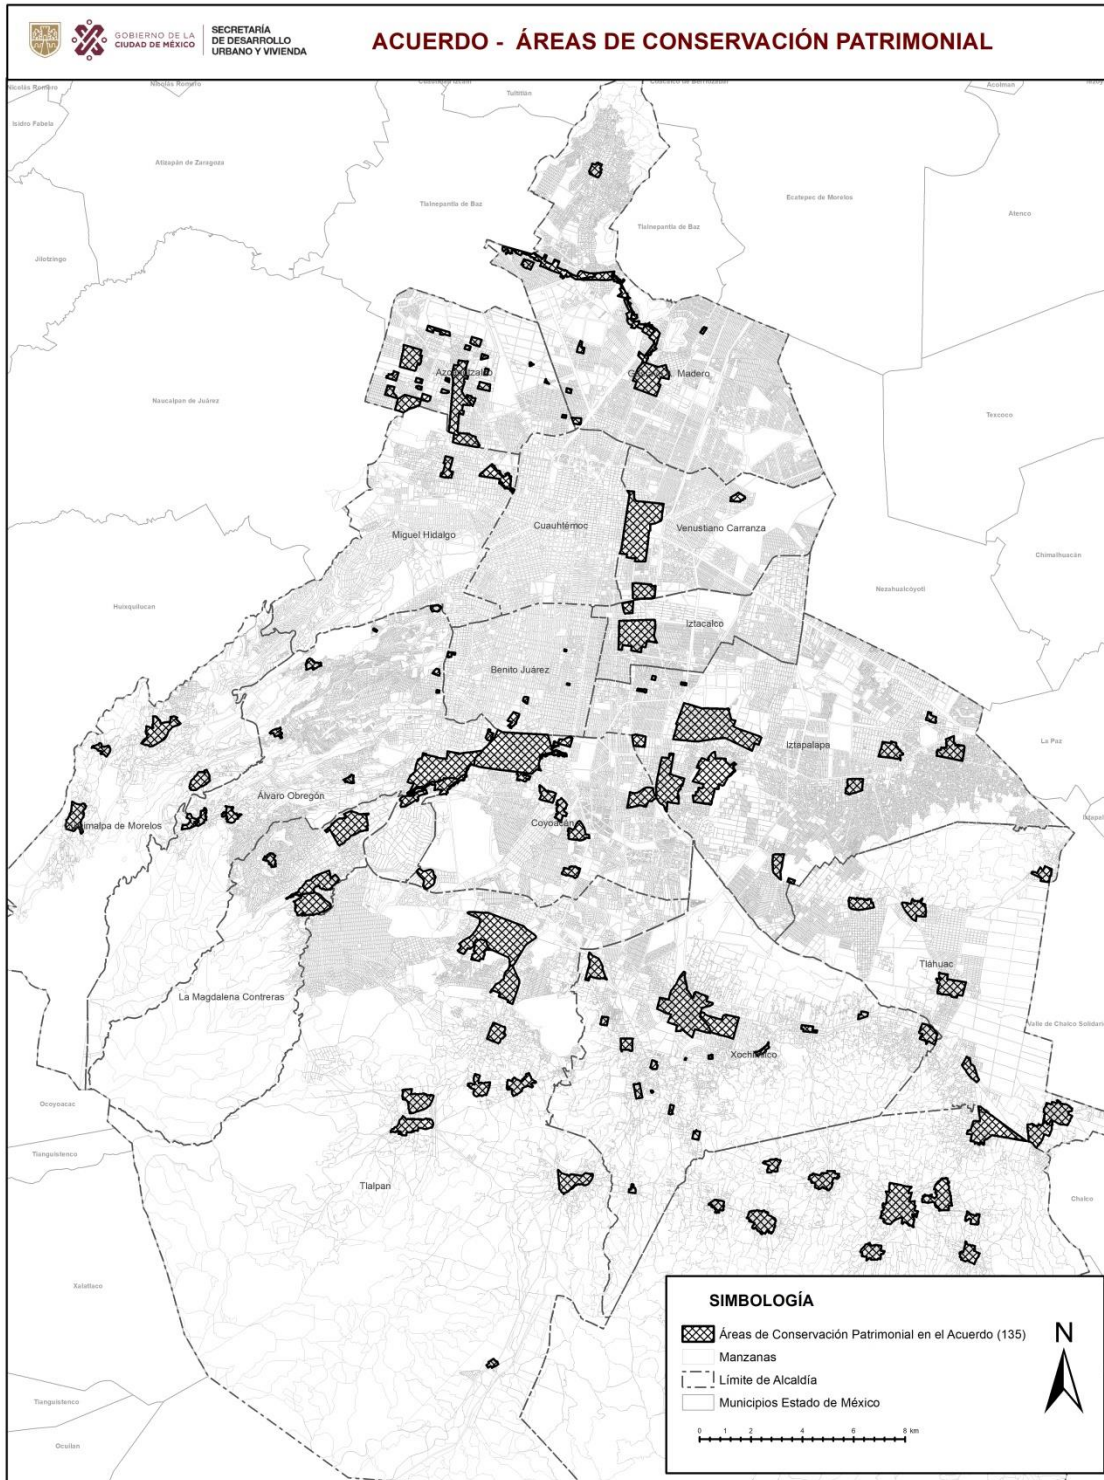 GOBIERNO DE LA
CIUDAD DE MÉXICO
SECRETARÍA
DE DESARROLLO
URBANO Y VIVIENDA
ACUERDO - ÁREAS DE CONSERVACIÓN PATRIMONIAL
Nicolás Romero
Nicolás Romero
Tultitlán
Acolman
Isidro Fabela
Atizapán de Zaragoza
Tlalnepantla de Baz
Ecatepec de Morelos
Atenco
Tlalnepantla de Baz
Jilotzingo
Naucalpan de Juárez
Madero
Texcoco
Cuauhtémoc
Venustiano Carranza
Miguel Hidalgo
Chimalhuacán
Nezahualcóyotl
Huixquilucan
Iztacalco
Benito Juárez
La Paz
Iztapalapa
Álvaro Obregón
Coyoacán
imalpa de Morelos
Tláhuac
La Magdalena Contreras
Valle de Chalco Solidari
Xochimilco
Ocoyoacac
Tianguistenco
Tlalpan
Chalco
Xalatlaco
Tianguistenco
Ocuilan
SIMBOLOGÍA
Áreas de Conservación Patrimonial en el Acuerdo (135)
Manzanas
Límite de Alcaldía
Municipios Estado de México
N
0 1 2 4 6 8 km